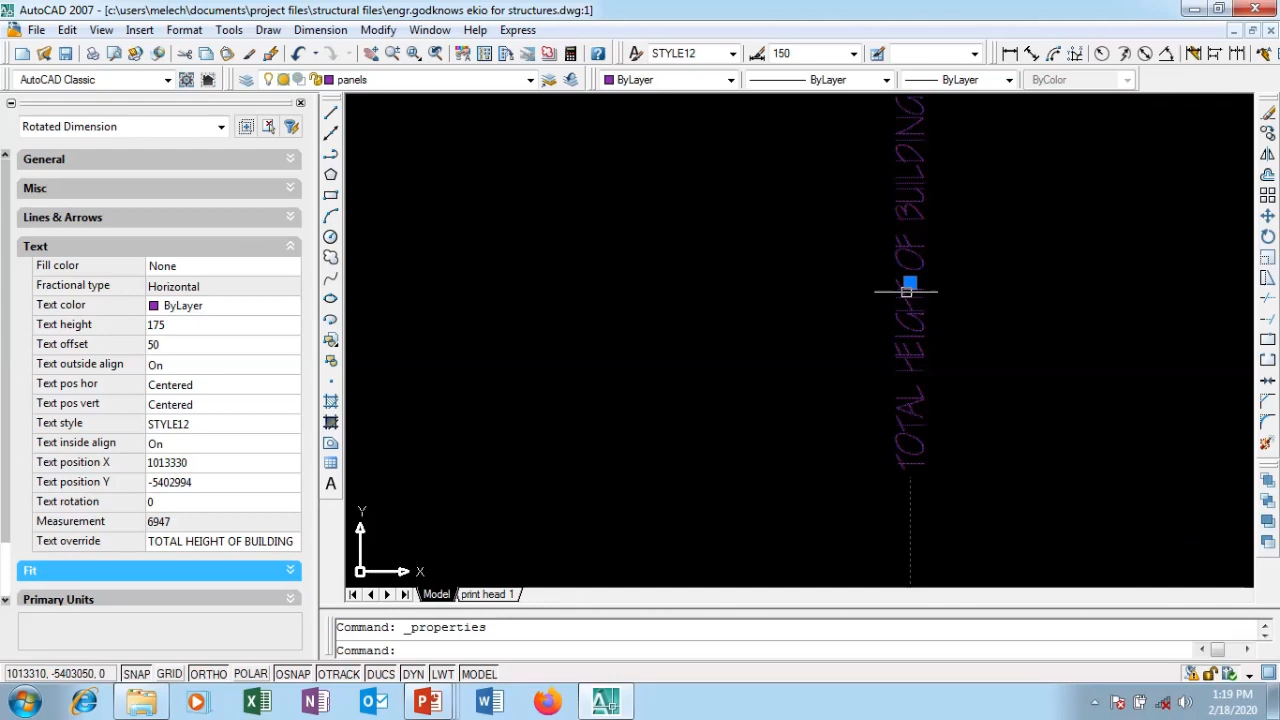 AutoCAD 2007 - [c:\users\melech\documents\project files\structural files\engr.godknows ekio for structures.dwg:1]
File Edit View Insert Format Tools Draw Dimension Modify Window Help Express
STYLE12 150
AutoCAD Classic panels ByLayer ByLayer ByLayer ByColor
Rotated Dimension
General
Misc
Lines & Arrows
Text
Fill color None
Fractional type Horizontal
Text color ByLayer
Text height 175
Text offset 50
Text outside align On
Text pos hor Centered
Text pos vert Centered
Text style STYLE12
Text inside align On
Text position X 1013330
Text position Y -5402994
Text rotation 0
Measurement 6947
Text override TOTAL HEIGHT OF BUILDING
Fit
Primary Units
TOTAL HEIGHT OF BUILDING
Y
X
A
Model print head 1
Command: _properties
Command:
1013310, -5403050, 0 SNAP GRID ORTHO POLAR OSNAP OTRACK DUCS DYN LWT MODEL
1:19 PM
2/18/2020